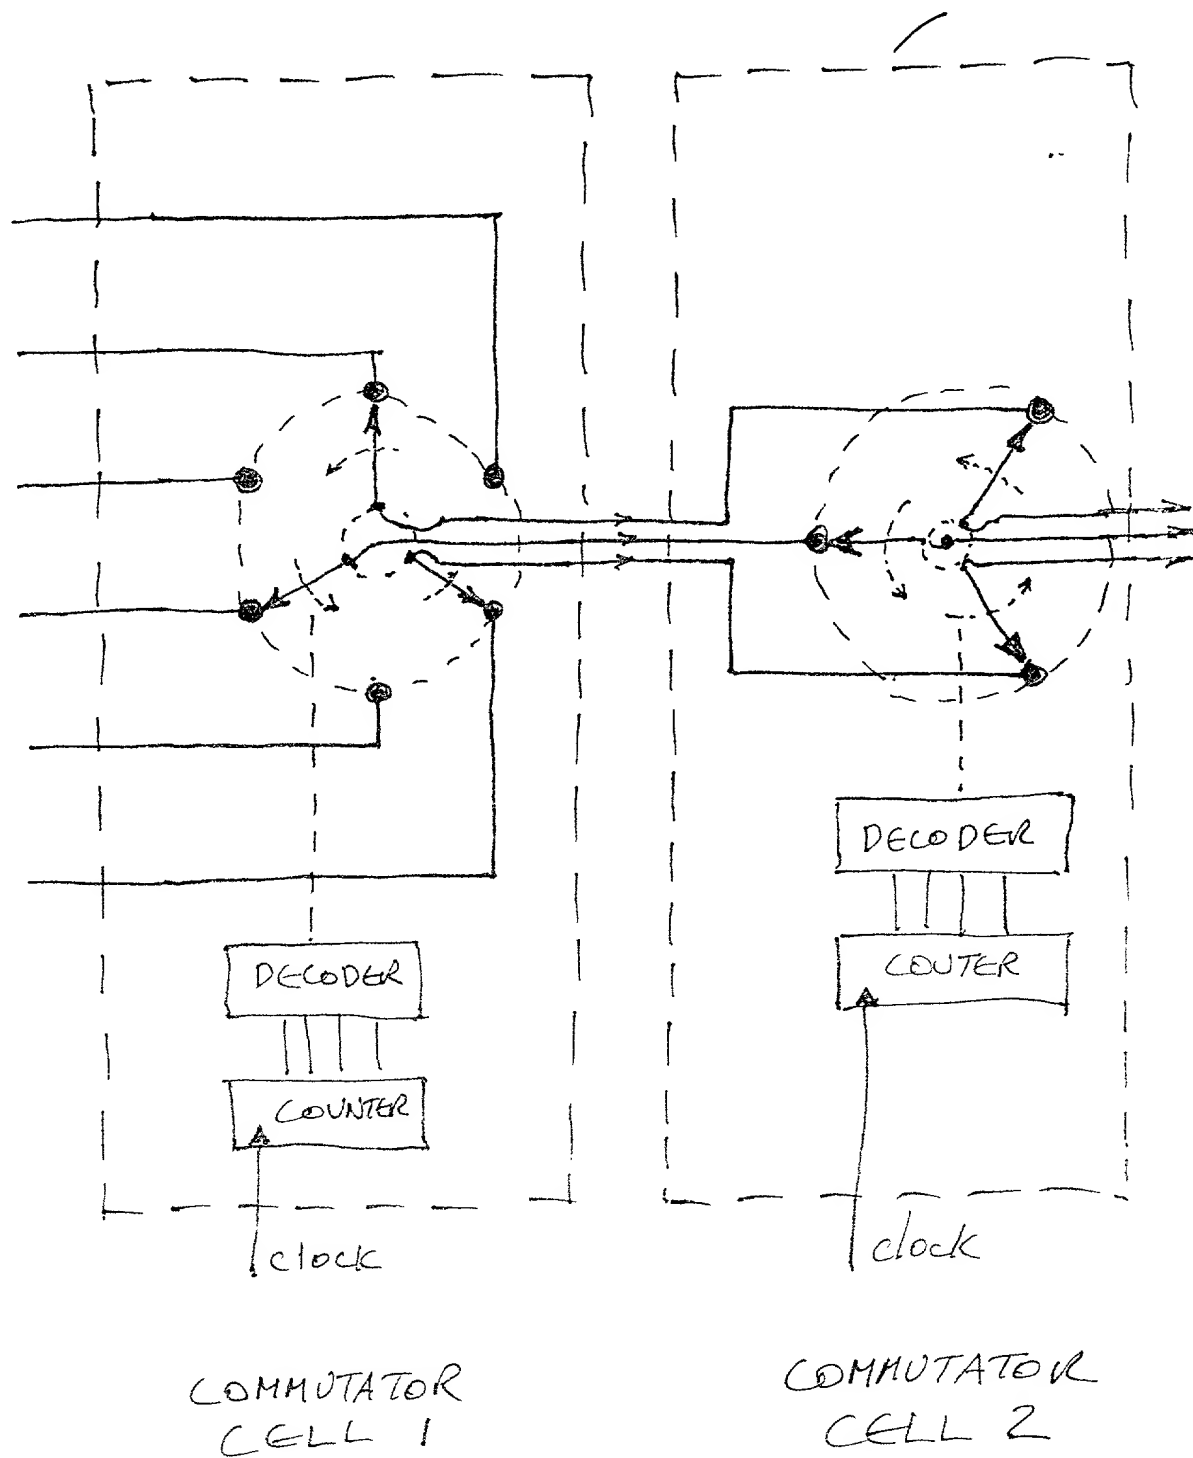 DECODER
COUNTER
clock
COMMUTATOR
CELL 1
DECODER
COUTER
clock
COMMUTATOR
CELL 2